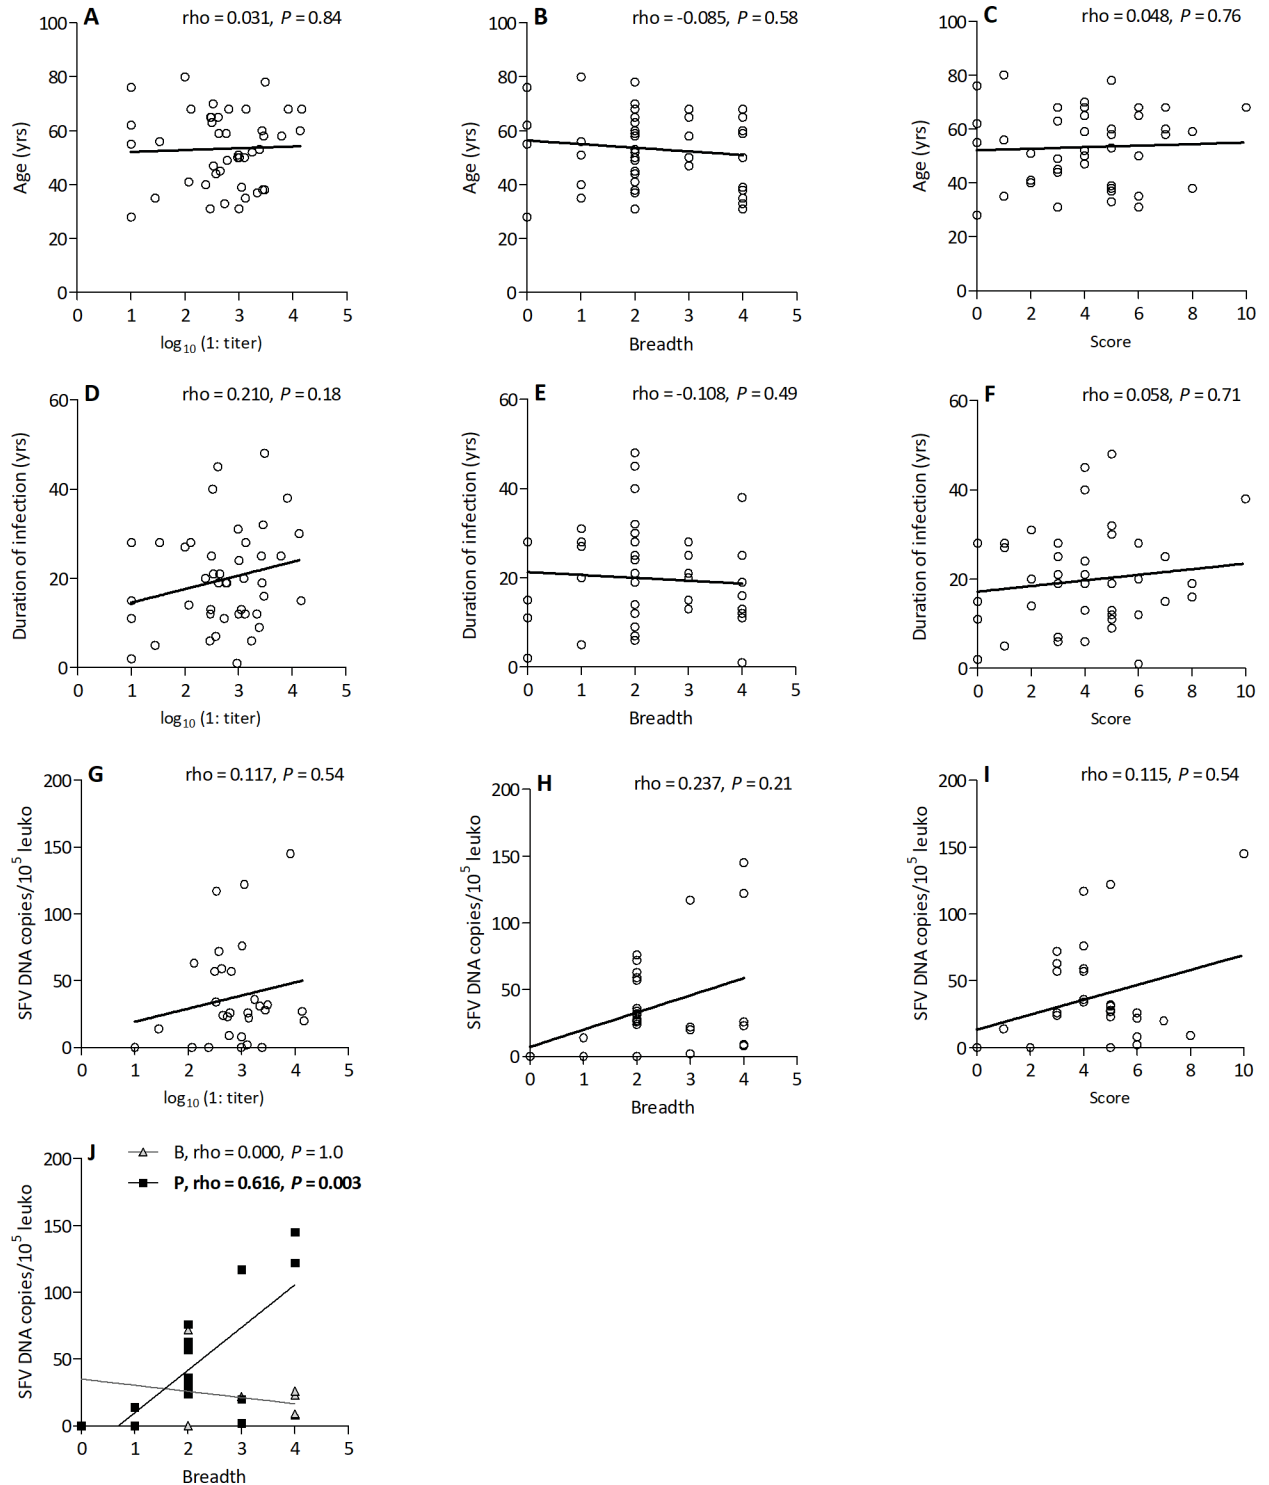 A
rho = 0.031, P = 0.84
100
80
60
40
20
0
Age (yrs)
0 1 2 3 4 5
log10 (1: titer)
B
rho = -0.085, P = 0.58
100
80
60
40
20
0
Age (yrs)
0 1 2 3 4 5
Breadth
C
rho = 0.048, P = 0.76
100
80
60
40
20
0
Age (yrs)
0 2 4 6 8 10
Score
D
rho = 0.210, P = 0.18
60
40
20
0
Duration of infection (yrs)
0 1 2 3 4 5
log10 (1: titer)
E
rho = -0.108, P = 0.49
60
40
20
0
Duration of infection (yrs)
0 1 2 3 4 5
Breadth
F
rho = 0.058, P = 0.71
60
40
20
0
Duration of infection (yrs)
0 2 4 6 8 10
Score
G
rho = 0.117, P = 0.54
200
150
100
50
0
SFV DNA copies/10^5 leuko
0 1 2 3 4 5
log10 (1: titer)
H
rho = 0.237, P = 0.21
200
150
100
50
0
SFV DNA copies/10^5 leuko
0 1 2 3 4 5
Breadth
I
rho = 0.115, P = 0.54
200
150
100
50
0
SFV DNA copies/10^5 leuko
0 2 4 6 8 10
Score
J
B, rho = 0.000, P = 1.0
P, rho = 0.616, P = 0.003
200
150
100
50
0
SFV DNA copies/10^5 leuko
0 1 2 3 4 5
Breadth